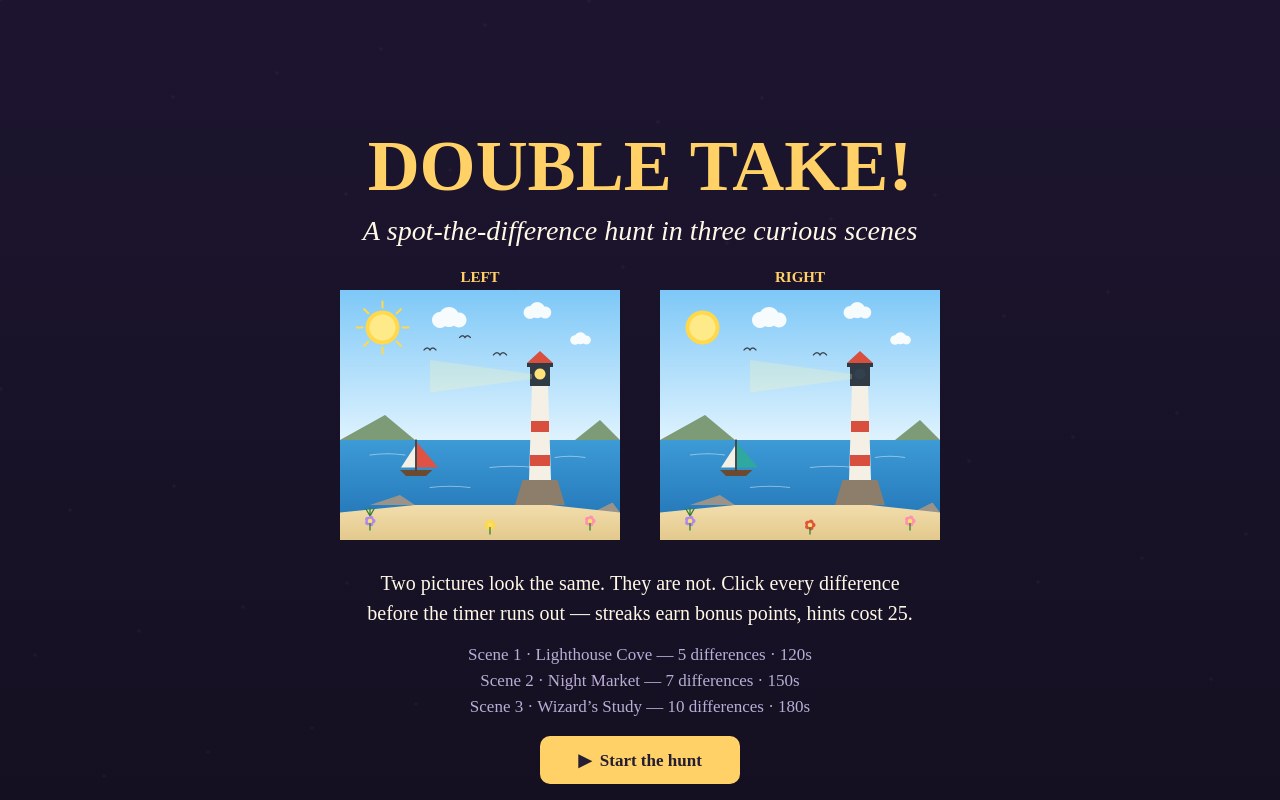 DOUBLE TAKE!
A spot-the-difference hunt in three curious scenes
LEFT
RIGHT
Two pictures look the same. They are not. Click every difference
before the timer runs out — streaks earn bonus points, hints cost 25.
Scene 1 · Lighthouse Cove — 5 differences · 120s
Scene 2 · Night Market — 7 differences · 150s
Scene 3 · Wizard’s Study — 10 differences · 180s
▶ Start the hunt